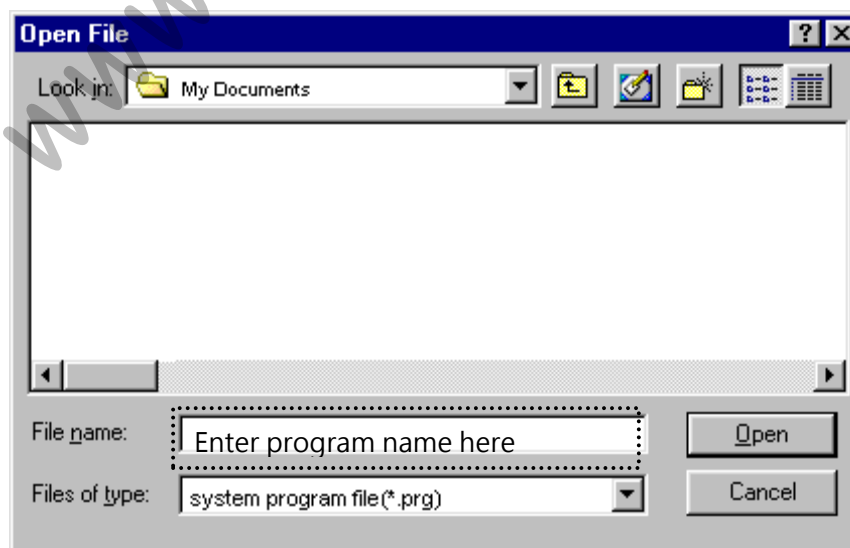 Open File
Look in: My Documents
File name: Enter program name here Open
Files of type: system program file(*.prg) Cancel
www